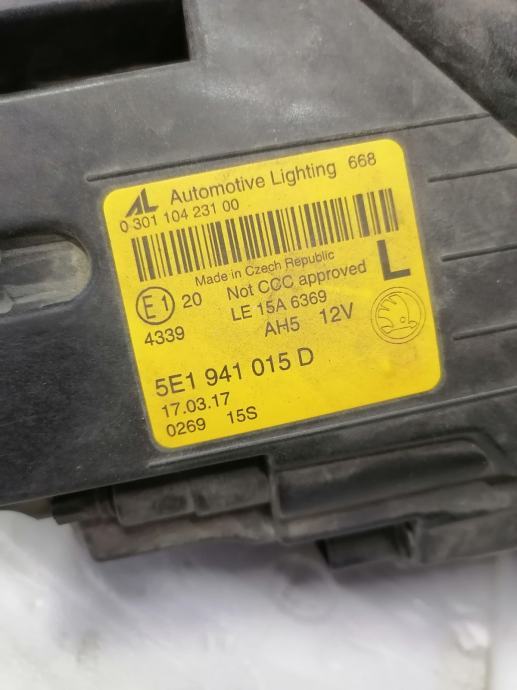 AL Automotive Lighting 668
0 301 104 231 00
Made in Czech Republic
Not CCC approved L
E1 20 LE 15A 6369
4339 AH5 12V
5E1 941 015 D
17.03.17
0269 15S